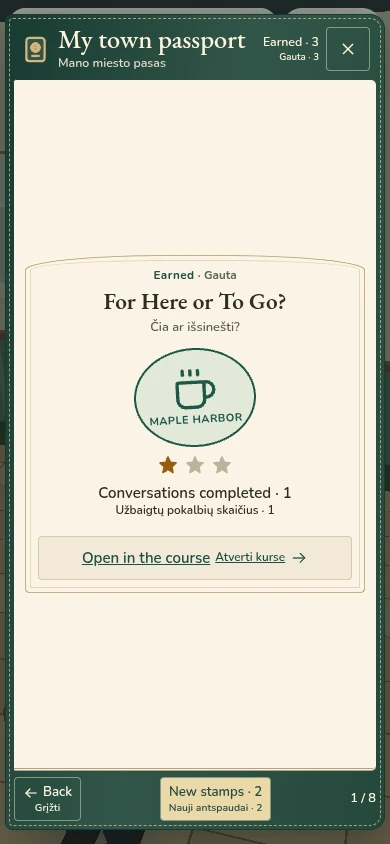 My town passport
Mano miesto pasas
Earned · 3
Gauta · 3
Earned · Gauta
For Here or To Go?
Čia ar išsinešti?
MAPLE HARBOR
Conversations completed · 1
Užbaigtų pokalbių skaičius · 1
Open in the course Atverti kurse →
← Back
Grįžti
New stamps · 2
Nauji antspaudai · 2
1 / 8